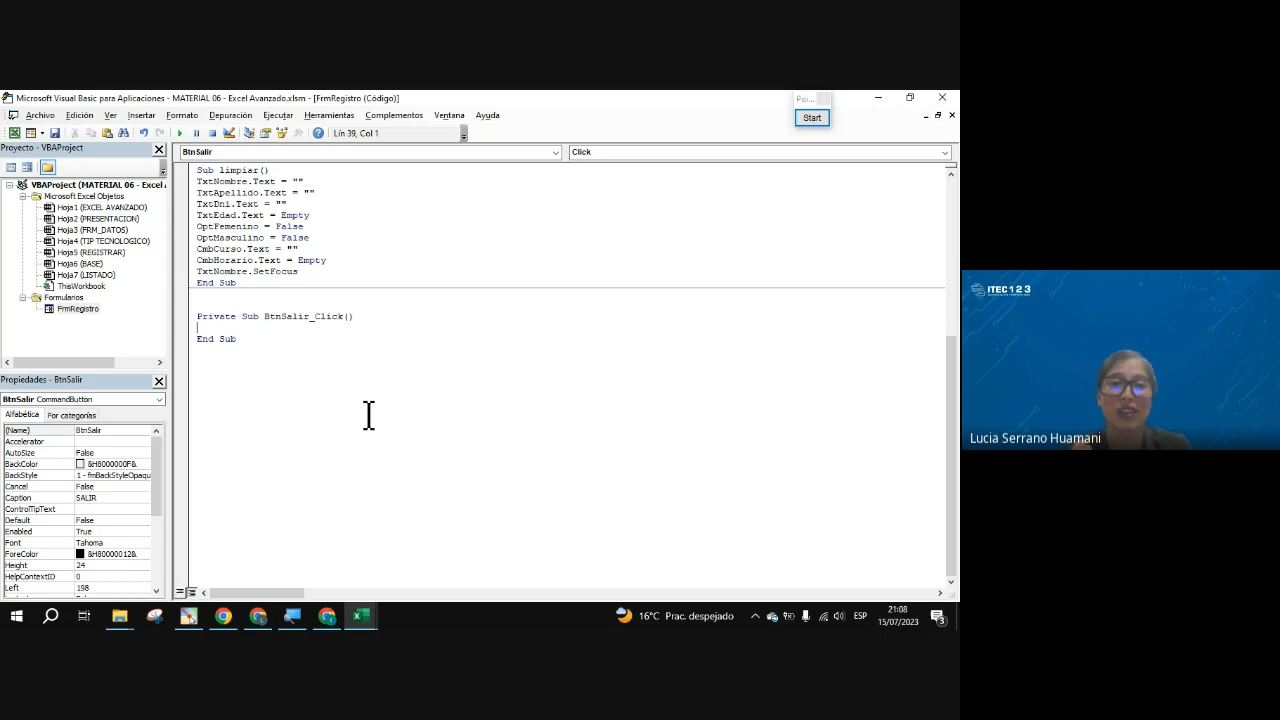 Microsoft Visual Basic para Aplicaciones - MATERIAL 06 - Excel Avanzado.xlsm - [FrmRegistro (Código)]
Start
Archivo Edición Ver Insertar Formato Depuración Ejecutar Herramientas Complementos Ventana Ayuda
Lín 39, Col 1
Proyecto - VBAProject
BtnSalir
Click
VBAProject (MATERIAL 06 - Excel
Microsoft Excel Objetos
Hoja1 (EXCEL AVANZADO)
Hoja2 (PRESENTACION)
Hoja3 (FRM_DATOS)
Hoja4 (TIP TECNOLOGICO)
Hoja5 (REGISTRAR)
Hoja6 (BASE)
Hoja7 (LISTADO)
ThisWorkbook
Formularios
FrmRegistro
Sub limpiar()
TxtNombre.Text = ""
TxtApellido.Text = ""
TxtDni.Text = ""
TxtEdad.Text = Empty
OptFemenino = False
OptMasculino = False
CmbCurso.Text = ""
CmbHorario.Text = Empty
TxtNombre.SetFocus
End Sub
Private Sub BtnSalir_Click()
End Sub
Propiedades - BtnSalir
BtnSalir CommandButton
Alfabética Por categorías
(Name) BtnSalir
Accelerator
AutoSize False
BackColor &H8000000F&
BackStyle 1 - fmBackStyleOpaqu
Cancel False
Caption SALIR
ControlTipText
Default False
Enabled True
Font Tahoma
ForeColor &H80000012&
Height 24
HelpContextID 0
Left 198
ITEC 1 2 3
Lucia Serrano Huamani
16°C Prac. despejado
ESP
21:08
15/07/2023
3